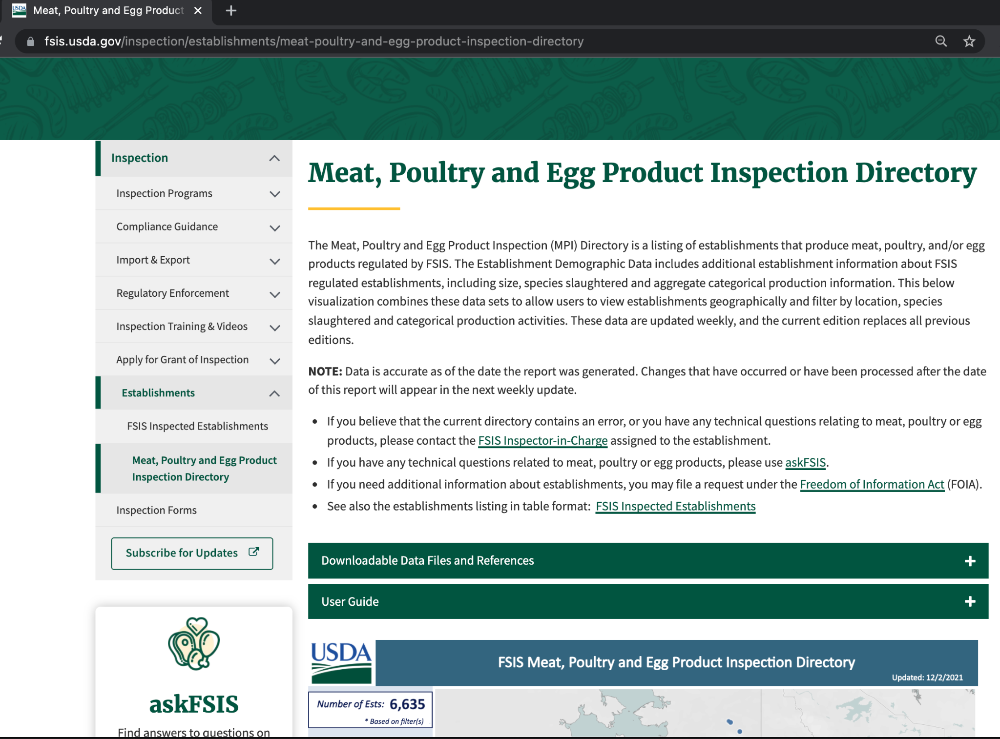 USDA
Meat, Poultry and Egg Product
fsis.usda.gov/inspection/establishments/meat-poultry-and-egg-product-inspection-directory
Inspection
Inspection Programs
Compliance Guidance
Import & Export
Regulatory Enforcement
Inspection Training & Videos
Apply for Grant of Inspection
Establishments
FSIS Inspected Establishments
Meat, Poultry and Egg Product
Inspection Directory
Inspection Forms
Subscribe for Updates
askFSIS
Find answers to questions on
Meat, Poultry and Egg Product Inspection Directory
The Meat, Poultry and Egg Product Inspection (MPI) Directory is a listing of establishments that produce meat, poultry, and/or egg
products regulated by FSIS. The Establishment Demographic Data includes additional establishment information about FSIS
regulated establishments, including size, species slaughtered and aggregate categorical production information. This below
visualization combines these data sets to allow users to view establishments geographically and filter by location, species
slaughtered and categorical production activities. These data are updated weekly, and the current edition replaces all previous
editions.
NOTE: Data is accurate as of the date the report was generated. Changes that have occurred or have been processed after the date
of this report will appear in the next weekly update.
• If you believe that the current directory contains an error, or you have any technical questions relating to meat, poultry or egg
products, please contact the FSIS Inspector-in-Charge assigned to the establishment.
• If you have any technical questions related to meat, poultry or egg products, please use askFSIS.
• If you need additional information about establishments, you may file a request under the Freedom of Information Act (FOIA).
• See also the establishments listing in table format: FSIS Inspected Establishments
Downloadable Data Files and References
User Guide
USDA
FSIS Meat, Poultry and Egg Product Inspection Directory
Updated: 12/2/2021
Number of Ests: 6,635
* Based on filter(s)